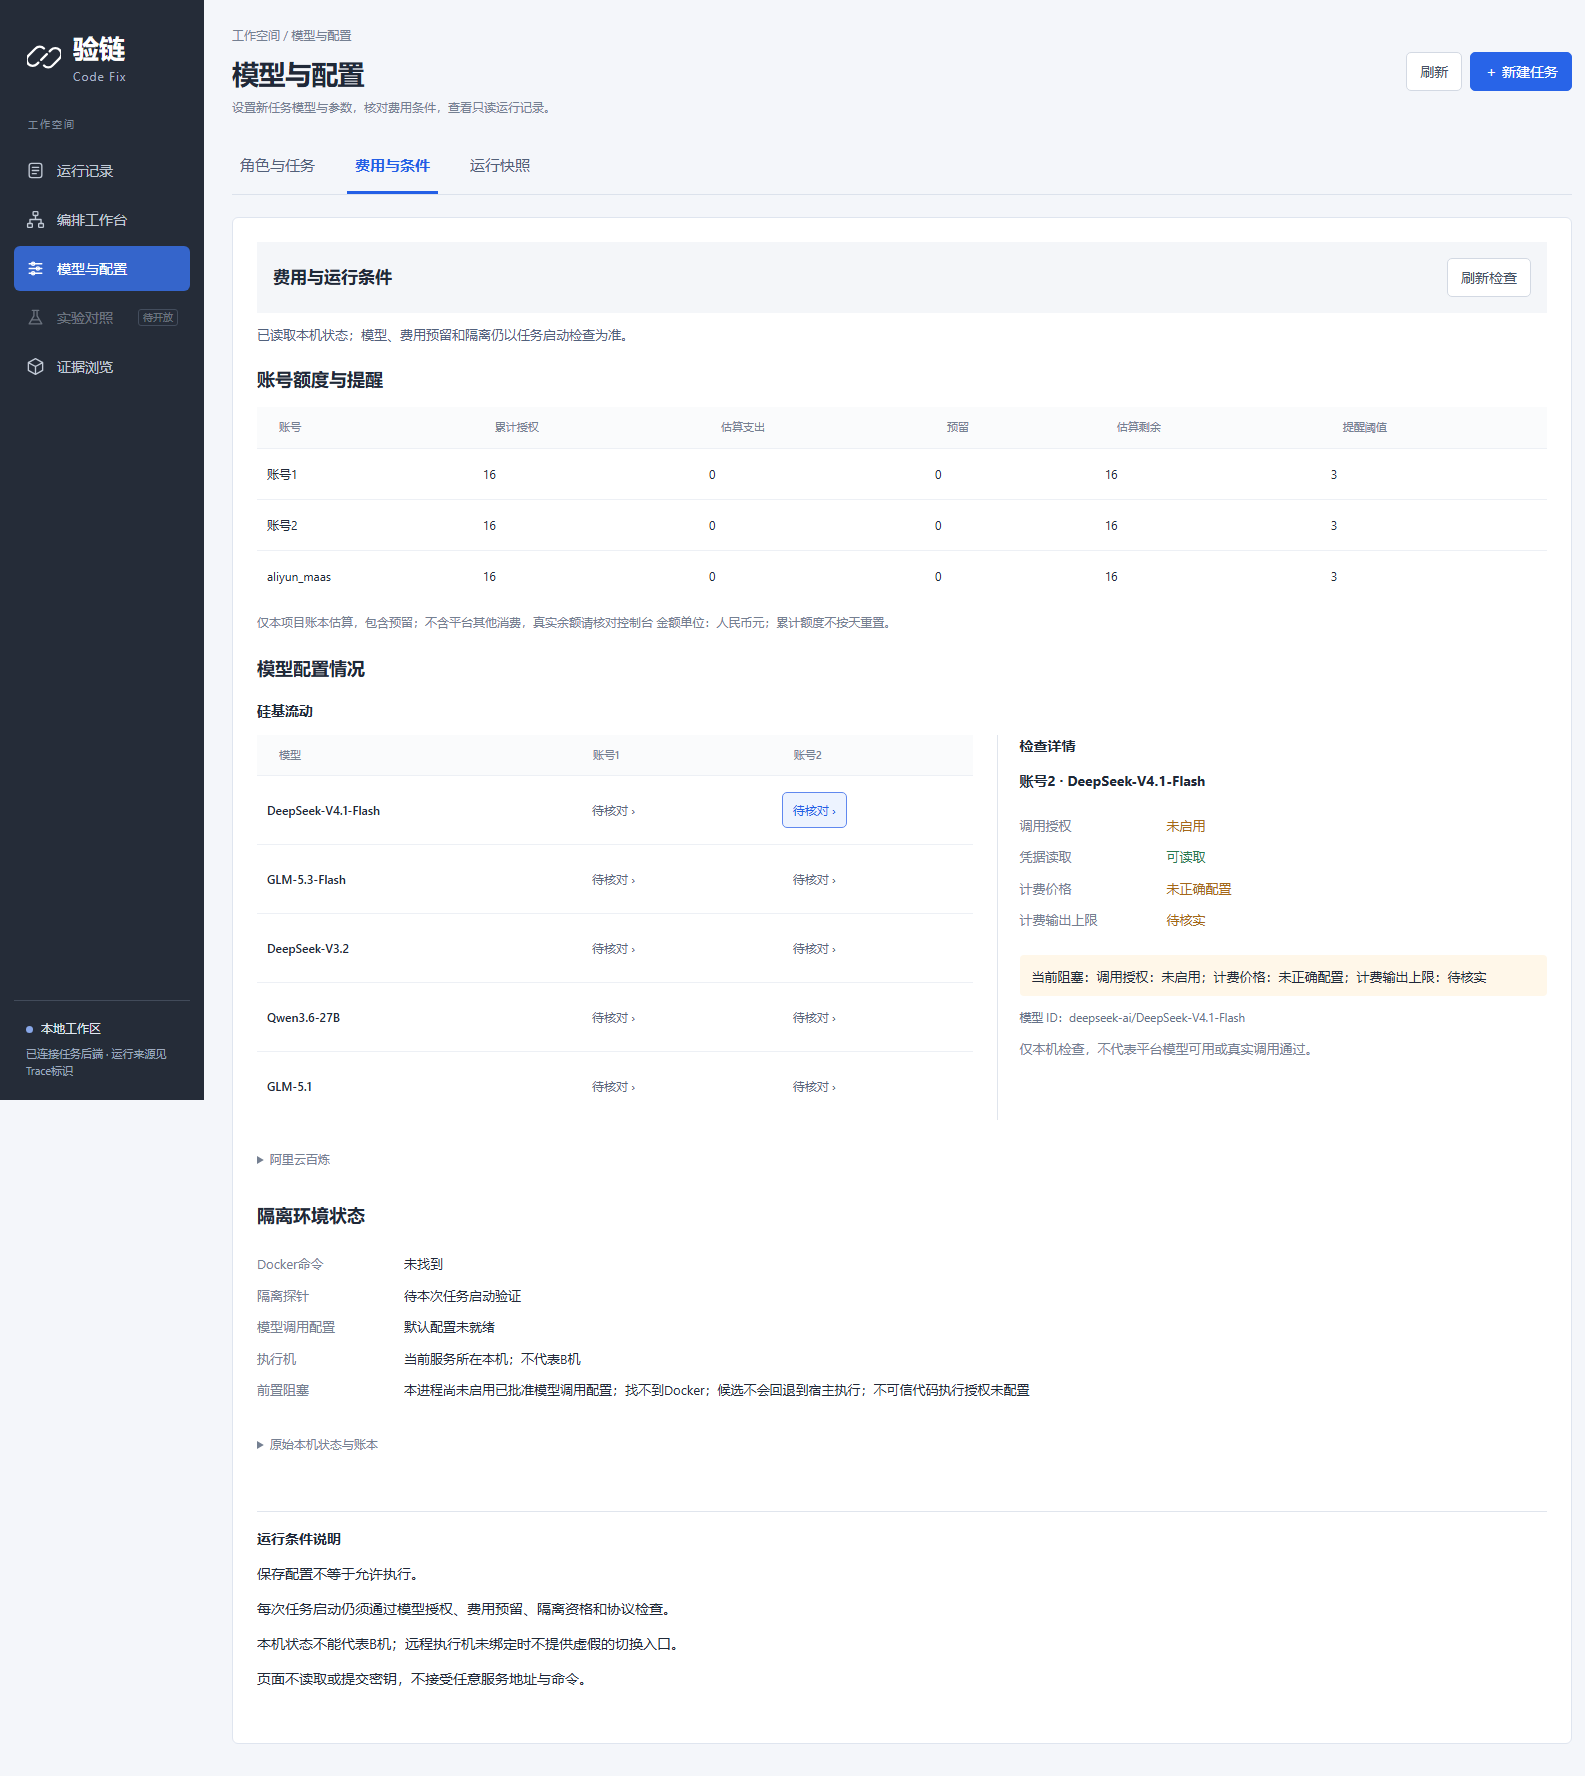 验链
Code Fix
工作空间
运行记录
编排工作台
模型与配置
实验对照 待开放
证据浏览
本地工作区
已连接任务后端 · 运行来源见
Trace标识
工作空间 / 模型与配置
模型与配置
设置新任务模型与参数，核对费用条件，查看只读运行记录。
刷新
+ 新建任务
角色与任务 费用与条件 运行快照
费用与运行条件
刷新检查
已读取本机状态；模型、费用预留和隔离仍以任务启动检查为准。
账号额度与提醒
账号 累计授权 估算支出 预留 估算剩余 提醒阈值
账号1 16 0 0 16 3
账号2 16 0 0 16 3
aliyun_maas 16 0 0 16 3
仅本项目账本估算，包含预留；不含平台其他消费，真实余额请核对控制台 金额单位：人民币元；累计额度不按天重置。
模型配置情况
硅基流动
模型 账号1 账号2
DeepSeek-V4.1-Flash 待核对 › 待核对 ›
GLM-5.3-Flash 待核对 › 待核对 ›
DeepSeek-V3.2 待核对 › 待核对 ›
Qwen3.6-27B 待核对 › 待核对 ›
GLM-5.1 待核对 › 待核对 ›
检查详情
账号2 · DeepSeek-V4.1-Flash
调用授权 未启用
凭据读取 可读取
计费价格 未正确配置
计费输出上限 待核实
当前阻塞：调用授权：未启用；计费价格：未正确配置；计费输出上限：待核实
模型 ID：deepseek-ai/DeepSeek-V4.1-Flash
仅本机检查，不代表平台模型可用或真实调用通过。
▶ 阿里云百炼
隔离环境状态
Docker命令 未找到
隔离探针 待本次任务启动验证
模型调用配置 默认配置未就绪
执行机 当前服务所在本机；不代表B机
前置阻塞 本进程尚未启用已批准模型调用配置；找不到Docker；候选不会回退到宿主执行；不可信代码执行授权未配置
▶ 原始本机状态与账本
运行条件说明
保存配置不等于允许执行。
每次任务启动仍须通过模型授权、费用预留、隔离资格和协议检查。
本机状态不能代表B机；远程执行机未绑定时不提供虚假的切换入口。
页面不读取或提交密钥，不接受任意服务地址与命令。